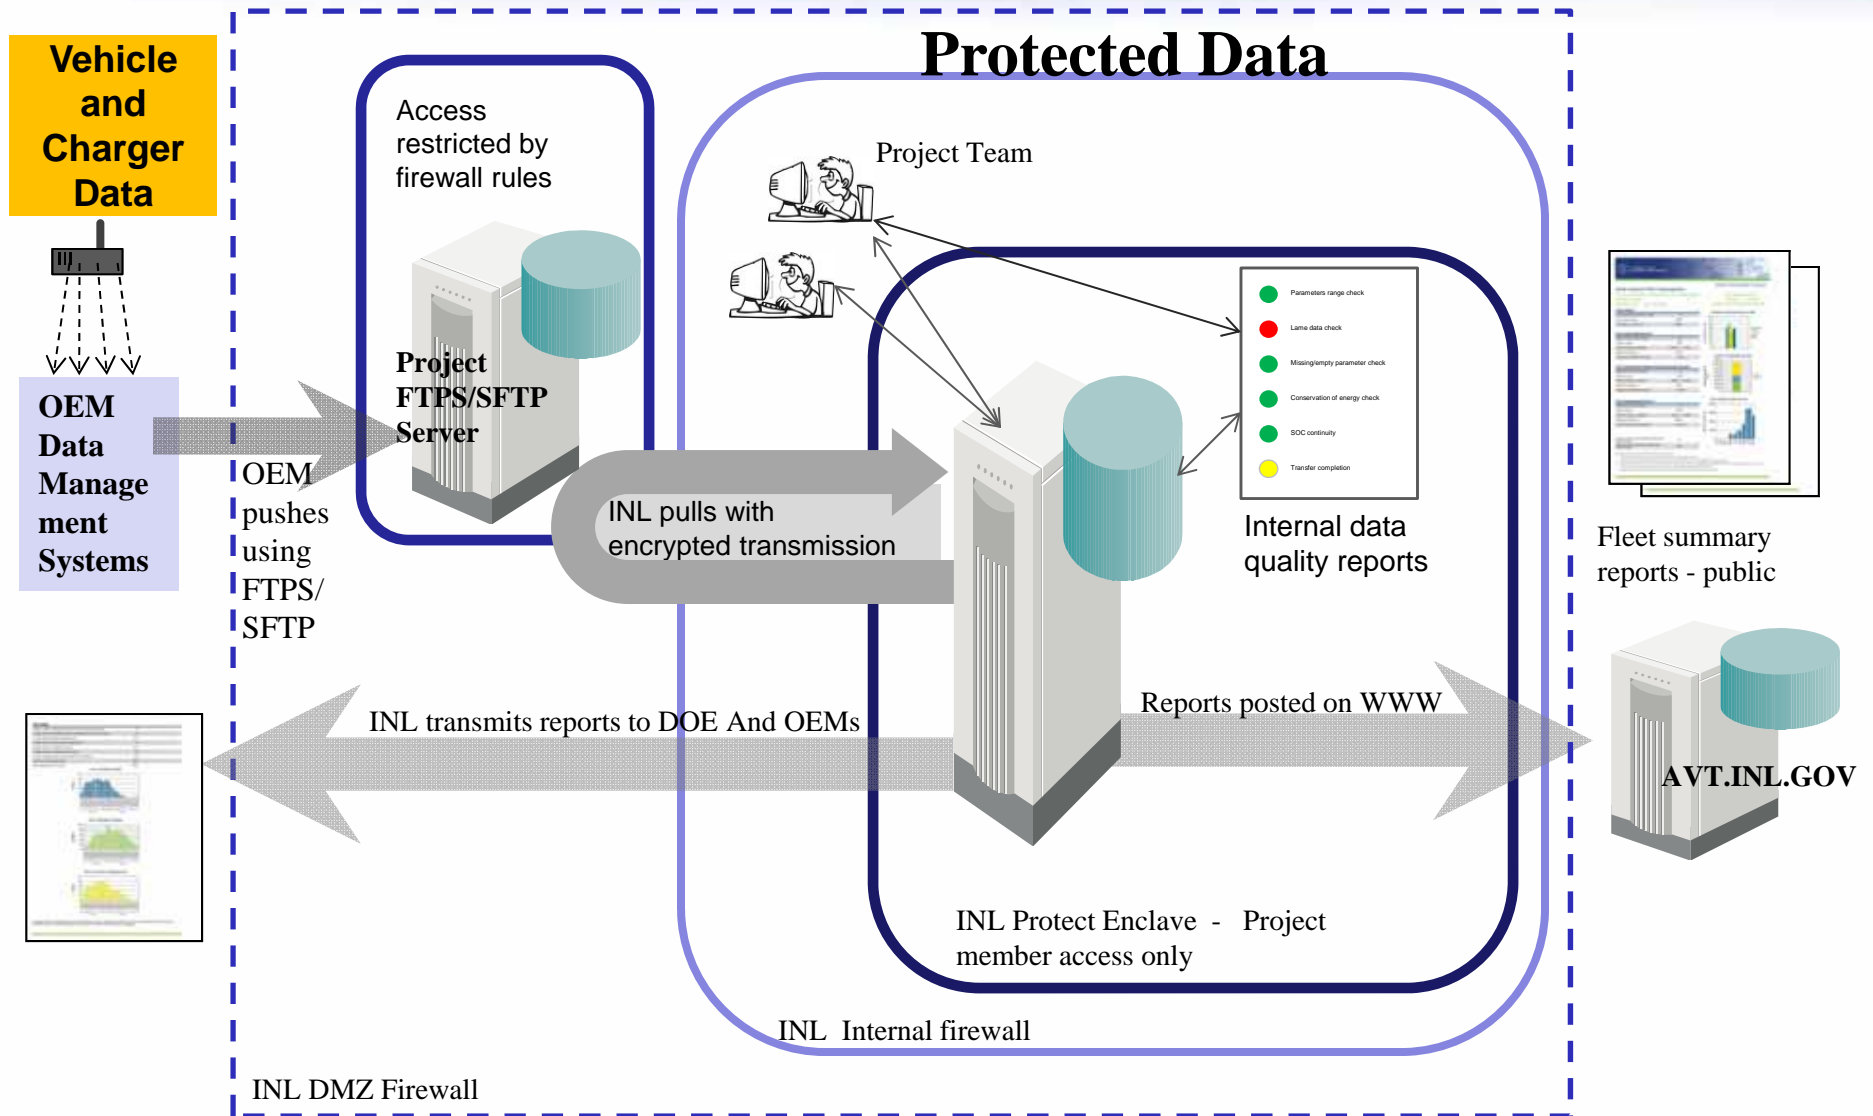 Protected Data
Vehicle
and
Charger
Data
Access
restricted by
firewall rules
Project Team
Parameters range check
Lame data check
Missing/empty parameter check
Conservation of energy check
SOC continuity
Transfer completion
Project
FTPS/SFTP
Server
OEM
Data
Manage
ment
Systems
OEM
pushes
using
FTPS/
SFTP
INL pulls with
encrypted transmission
Internal data
quality reports
Fleet summary
reports - public
INL transmits reports to DOE And OEMs
Reports posted on WWW
AVT.INL.GOV
INL Protect Enclave - Project
member access only
INL Internal firewall
INL DMZ Firewall